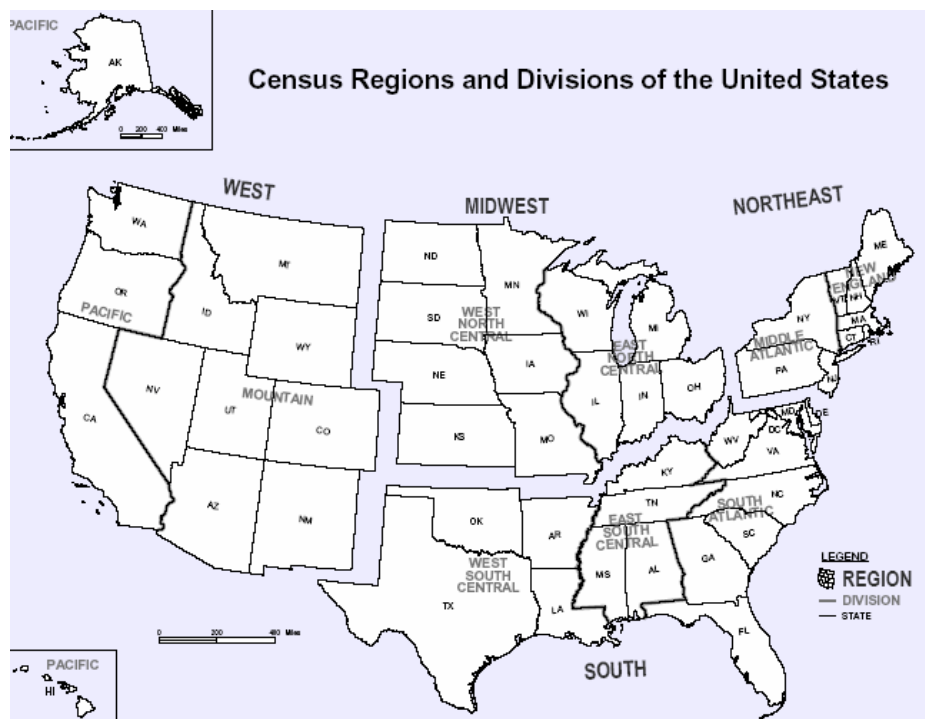 PACIFIC
AK
0 200 400 Miles
Census Regions and Divisions of the United States
WEST
MIDWEST
NORTHEAST
WA
MT
ND
MN
ME
OR
ID
SD
WI
MI
NY
VT
NH
NEW
ENGLAND
MA
CT
RI
PACIFIC
WY
WEST
NORTH
CENTRAL
EAST
NORTH
CENTRAL
MIDDLE
ATLANTIC
PA
NJ
NV
UT
MOUNTAIN
CO
NE
IA
IL
IN
OH
CA
KS
MO
WV
MD
DE
DC
VA
KY
AZ
NM
OK
AR
TN
NC
EAST
SOUTH
CENTRAL
SOUTH
ATLANTIC
SC
MS
AL
GA
WEST
SOUTH
CENTRAL
TX
LA
FL
LEGEND
REGION
DIVISION
STATE
0 200 400 Miles
PACIFIC
HI
SOUTH